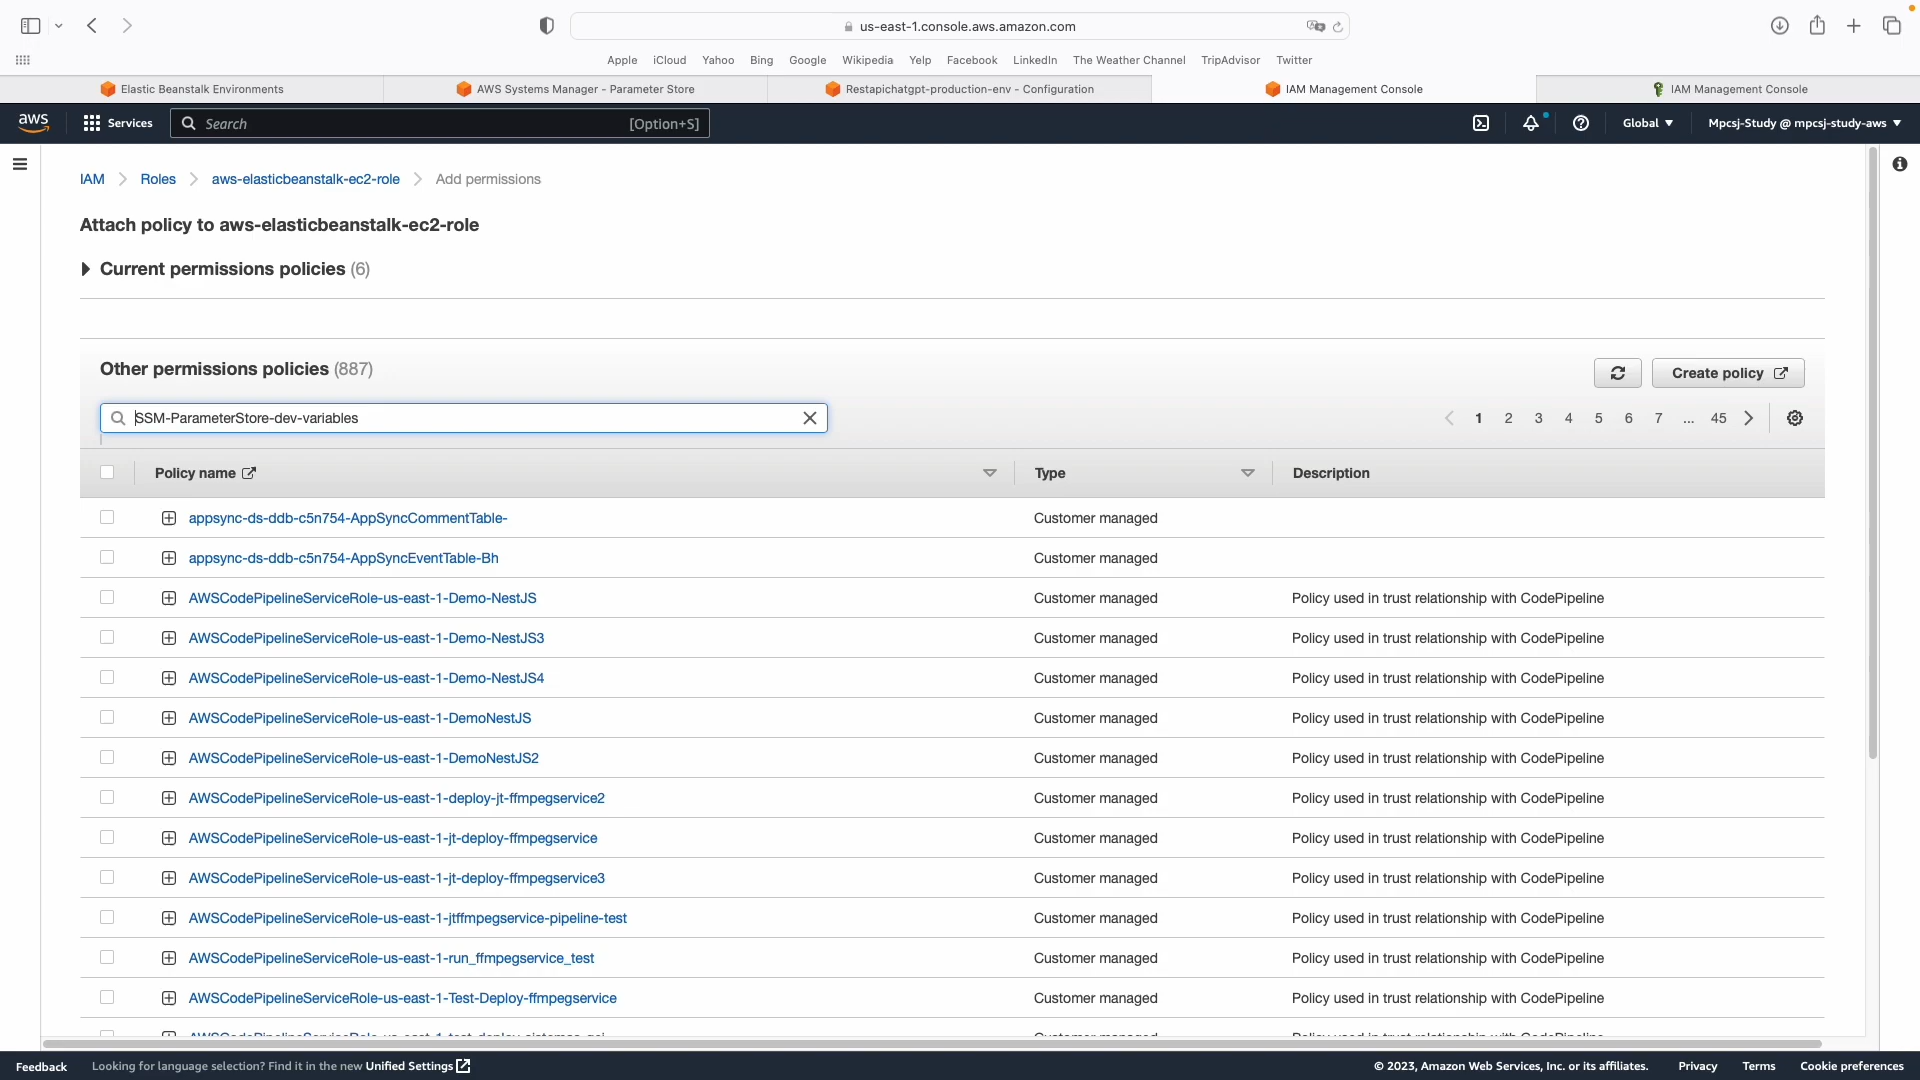 us-east-1.console.aws.amazon.com
Apple iCloud Yahoo Bing Google Wikipedia Yelp Facebook LinkedIn The Weather Channel TripAdvisor Twitter
Elastic Beanstalk Environments
AWS Systems Manager - Parameter Store
Restapichatgpt-production-env - Configuration
IAM Management Console
IAM Management Console
aws Services Search [Option+S] Global Mpcsj-Study @ mpcsj-study-aws
IAM Roles aws-elasticbeanstalk-ec2-role Add permissions
Attach policy to aws-elasticbeanstalk-ec2-role
Current permissions policies (6)
Other permissions policies (887)
Create policy
SSM-ParameterStore-dev-variables
1 2 3 4 5 6 7 ... 45
Policy name Type Description
appsync-ds-ddb-c5n754-AppSyncCommentTable- Customer managed
appsync-ds-ddb-c5n754-AppSyncEventTable-Bh Customer managed
AWSCodePipelineServiceRole-us-east-1-Demo-NestJS Customer managed Policy used in trust relationship with CodePipeline
AWSCodePipelineServiceRole-us-east-1-Demo-NestJS3 Customer managed Policy used in trust relationship with CodePipeline
AWSCodePipelineServiceRole-us-east-1-Demo-NestJS4 Customer managed Policy used in trust relationship with CodePipeline
AWSCodePipelineServiceRole-us-east-1-DemoNestJS Customer managed Policy used in trust relationship with CodePipeline
AWSCodePipelineServiceRole-us-east-1-DemoNestJS2 Customer managed Policy used in trust relationship with CodePipeline
AWSCodePipelineServiceRole-us-east-1-deploy-jt-ffmpegservice2 Customer managed Policy used in trust relationship with CodePipeline
AWSCodePipelineServiceRole-us-east-1-jt-deploy-ffmpegservice Customer managed Policy used in trust relationship with CodePipeline
AWSCodePipelineServiceRole-us-east-1-jt-deploy-ffmpegservice3 Customer managed Policy used in trust relationship with CodePipeline
AWSCodePipelineServiceRole-us-east-1-jtffmpegservice-pipeline-test Customer managed Policy used in trust relationship with CodePipeline
AWSCodePipelineServiceRole-us-east-1-run_ffmpegservice_test Customer managed Policy used in trust relationship with CodePipeline
AWSCodePipelineServiceRole-us-east-1-Test-Deploy-ffmpegservice Customer managed Policy used in trust relationship with CodePipeline
Feedback Looking for language selection? Find it in the new Unified Settings © 2023, Amazon Web Services, Inc. or its affiliates. Privacy Terms Cookie preferences